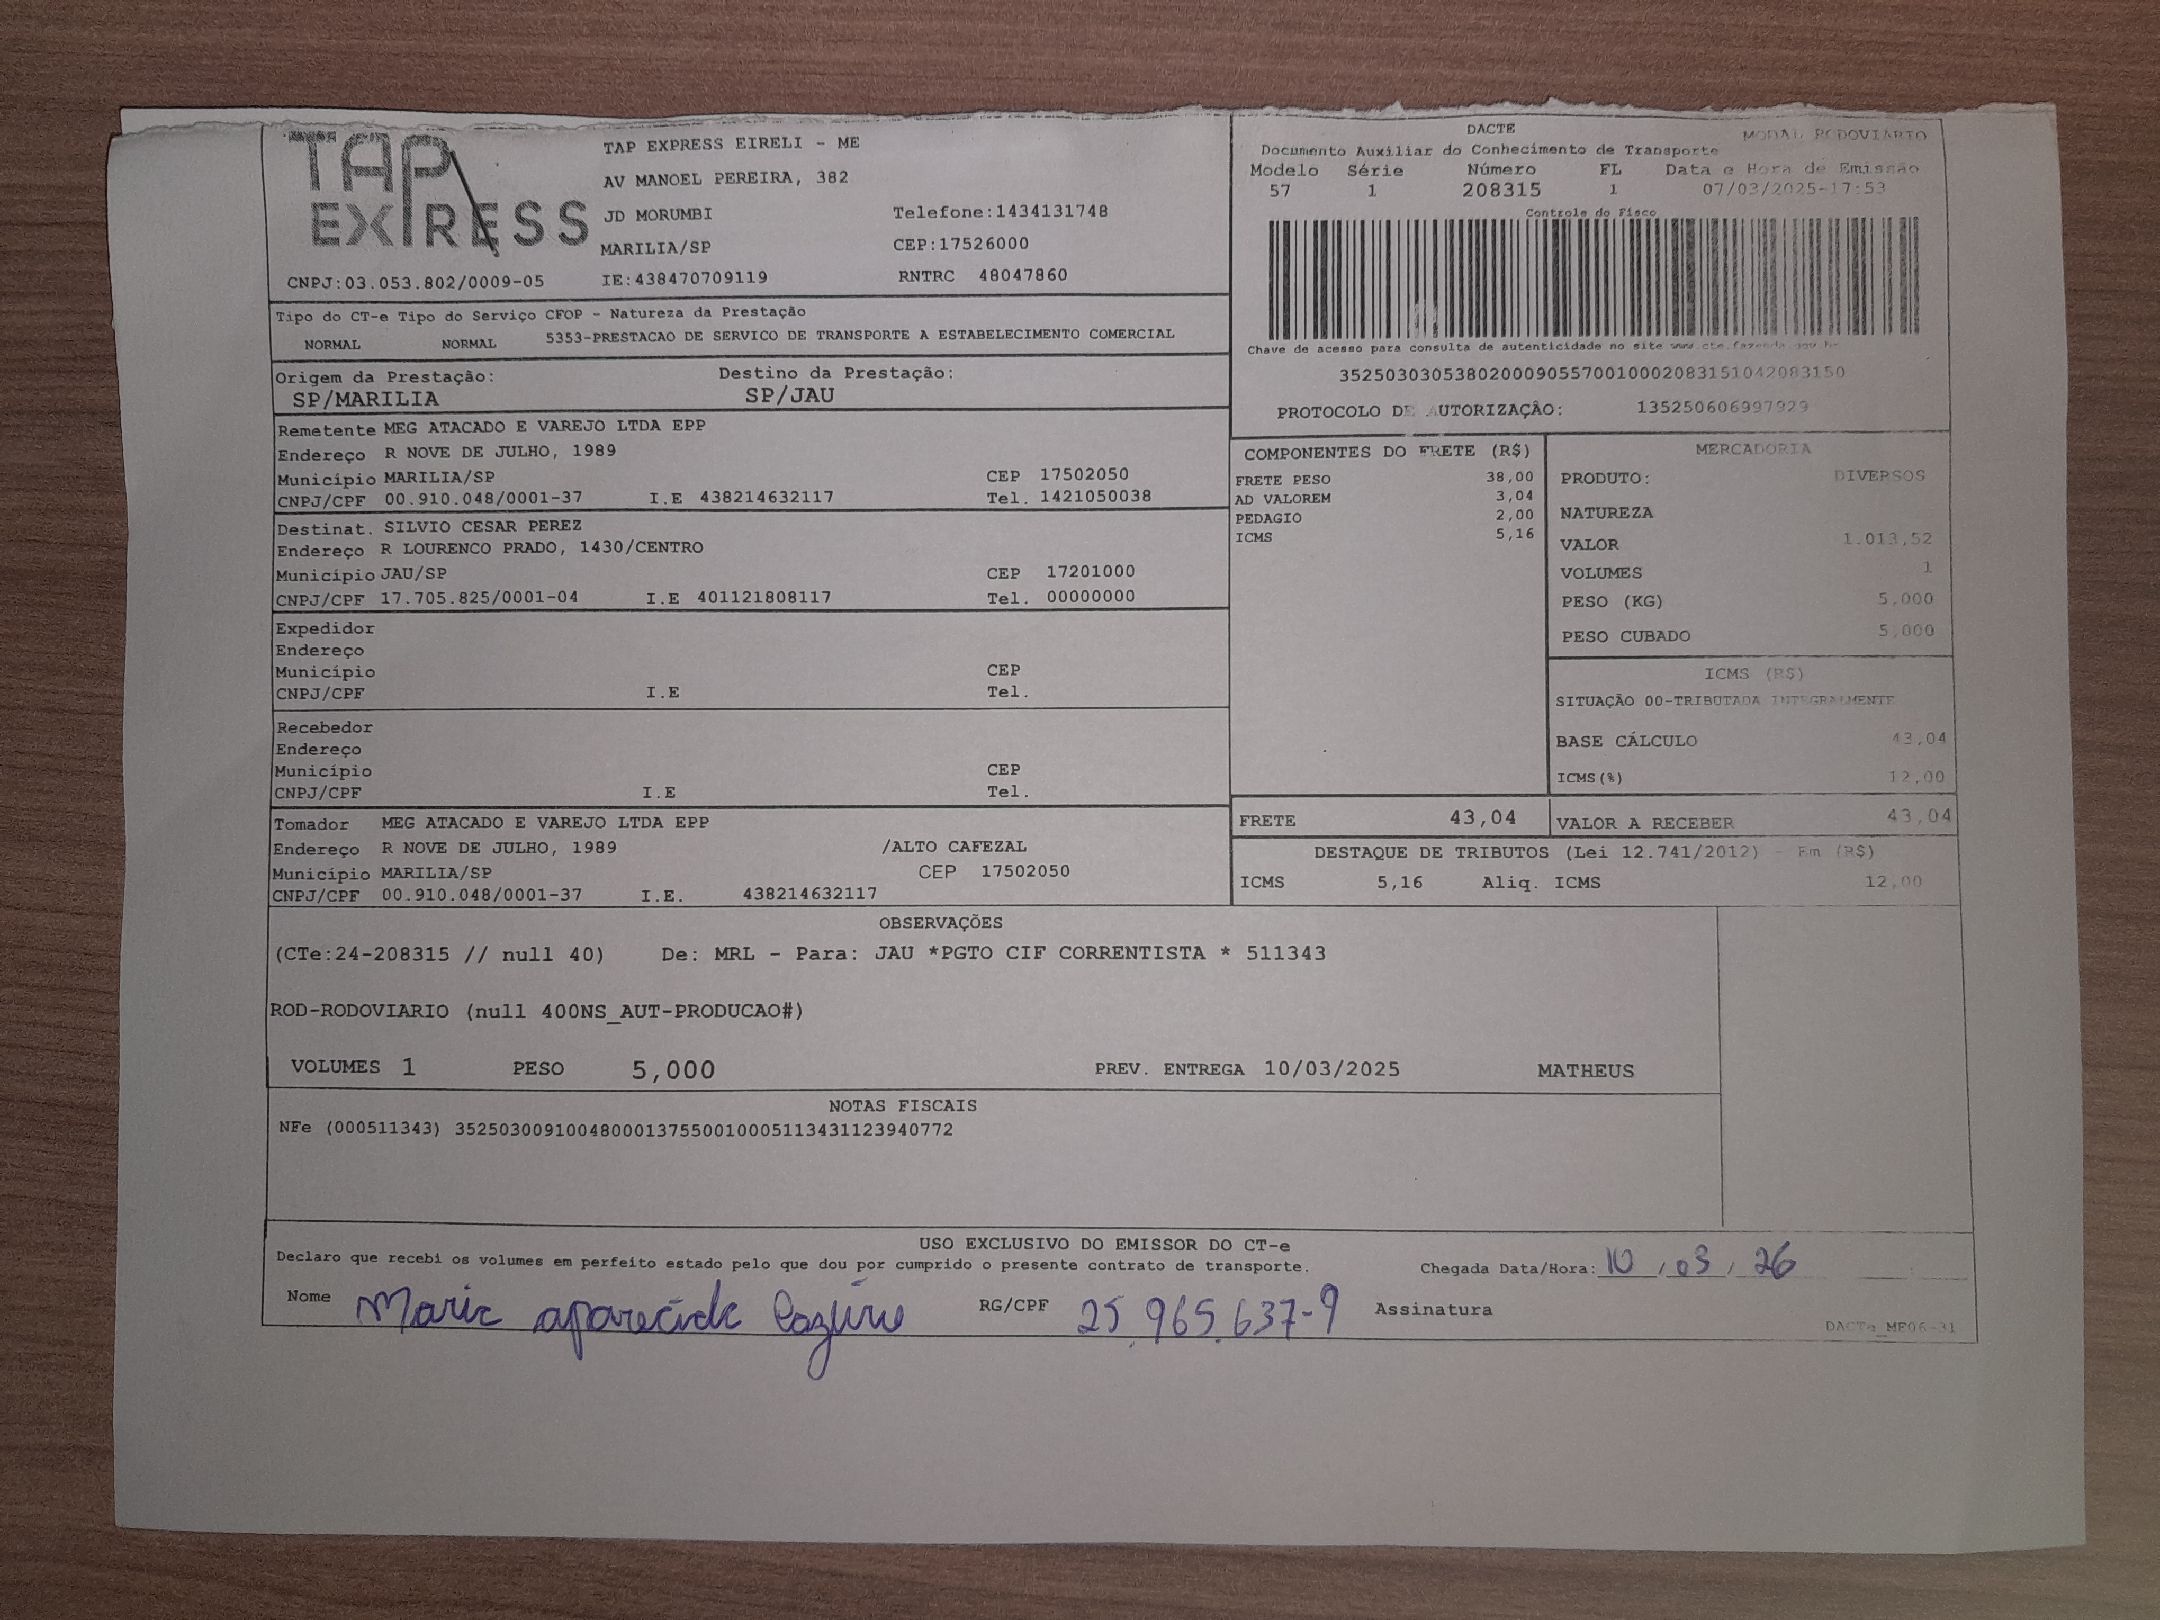 TAP EXPRESS
TAP EXPRESS EIRELI - ME
AV MANOEL PEREIRA, 382
JD MORUMBI Telefone:1434131748
MARILIA/SP CEP:17526000
CNPJ:03.053.802/0009-05 IE:438470709119 RNTRC 48047860
DACTE MODAL RODOVIÁRIO
Documento Auxiliar do Conhecimento de Transporte
Modelo Série Número FL Data e Hora de Emissão
57 1 208315 1 07/03/2025-17:53
Controle do Fisco
Chave de acesso para consulta de autenticidade no site www.cte.fazenda.gov.br
35250303053802000905570010002083151042083150
PROTOCOLO DE AUTORIZAÇÃO: 135250606997929
Tipo do CT-e Tipo do Serviço CFOP - Natureza da Prestação
NORMAL NORMAL 5353-PRESTACAO DE SERVICO DE TRANSPORTE A ESTABELECIMENTO COMERCIAL
Origem da Prestação: Destino da Prestação:
SP/MARILIA SP/JAU
Remetente MEG ATACADO E VAREJO LTDA EPP
Endereço R NOVE DE JULHO, 1989
Município MARILIA/SP CEP 17502050
CNPJ/CPF 00.910.048/0001-37 I.E 438214632117 Tel. 1421050038
Destinat. SILVIO CESAR PEREZ
Endereço R LOURENCO PRADO, 1430/CENTRO
Município JAU/SP CEP 17201000
CNPJ/CPF 17.705.825/0001-04 I.E 401121808117 Tel. 00000000
Expedidor
Endereço
Município CEP
CNPJ/CPF I.E Tel.
Recebedor
Endereço
Município CEP
CNPJ/CPF I.E Tel.
Tomador MEG ATACADO E VAREJO LTDA EPP
Endereço R NOVE DE JULHO, 1989 /ALTO CAFEZAL
Município MARILIA/SP CEP 17502050
CNPJ/CPF 00.910.048/0001-37 I.E. 438214632117
COMPONENTES DO FRETE (R$)
FRETE PESO 38,00
AD VALOREM 3,04
PEDAGIO 2,00
ICMS 5,16
MERCADORIA
PRODUTO: DIVERSOS
NATUREZA
VALOR 1.013,52
VOLUMES 1
PESO (KG) 5,000
PESO CUBADO 5,000
ICMS (R$)
SITUAÇÃO 00-TRIBUTADA INTEGRALMENTE
BASE CÁLCULO 43,04
ICMS(%) 12,00
FRETE 43,04 VALOR A RECEBER 43,04
DESTAQUE DE TRIBUTOS (Lei 12.741/2012) - Em (R$)
ICMS 5,16 Aliq. ICMS 12,00
OBSERVAÇÕES
(CTe:24-208315 // null 40) De: MRL - Para: JAU *PGTO CIF CORRENTISTA * 511343
ROD-RODOVIARIO (null 400NS_AUT-PRODUCAO#)
VOLUMES 1 PESO 5,000 PREV. ENTREGA 10/03/2025 MATHEUS
NOTAS FISCAIS
NFe (000511343) 35250300910048000137550010005113431123940772
USO EXCLUSIVO DO EMISSOR DO CT-e
Declaro que recebi os volumes em perfeito estado pelo que dou por cumprido o presente contrato de transporte. Chegada Data/Hora: 10/03/26
Nome Maria aparecida RG/CPF 25.965.637-9 Assinatura
DACTe_ME06-31